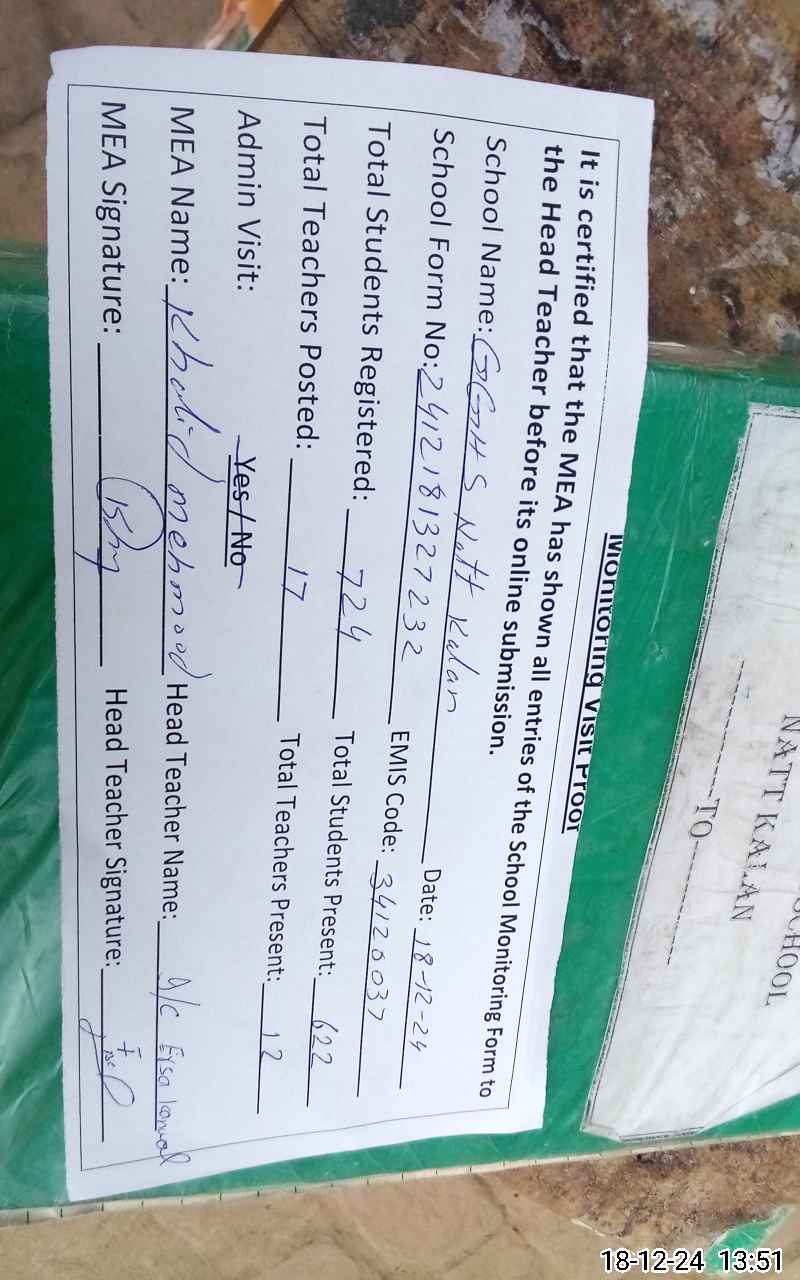 Monitoring Visit Proof
It is certified that the MEA has shown all entries of the School Monitoring Form to
the Head Teacher before its online submission.
School Name: GGHS Natt Kalan Date: 18-12-24
School Form No: 2412181327232 EMIS Code: 34120037
Total Students Registered: 724 Total Students Present: 622
Total Teachers Posted: 17 Total Teachers Present: 12
Admin Visit: Yes / No
MEA Name: Khalid mehmood Head Teacher Name: I/C
MEA Signature: Head Teacher Signature:
SCHOOL
NATT KALAN
TO
18-12-24 13:51